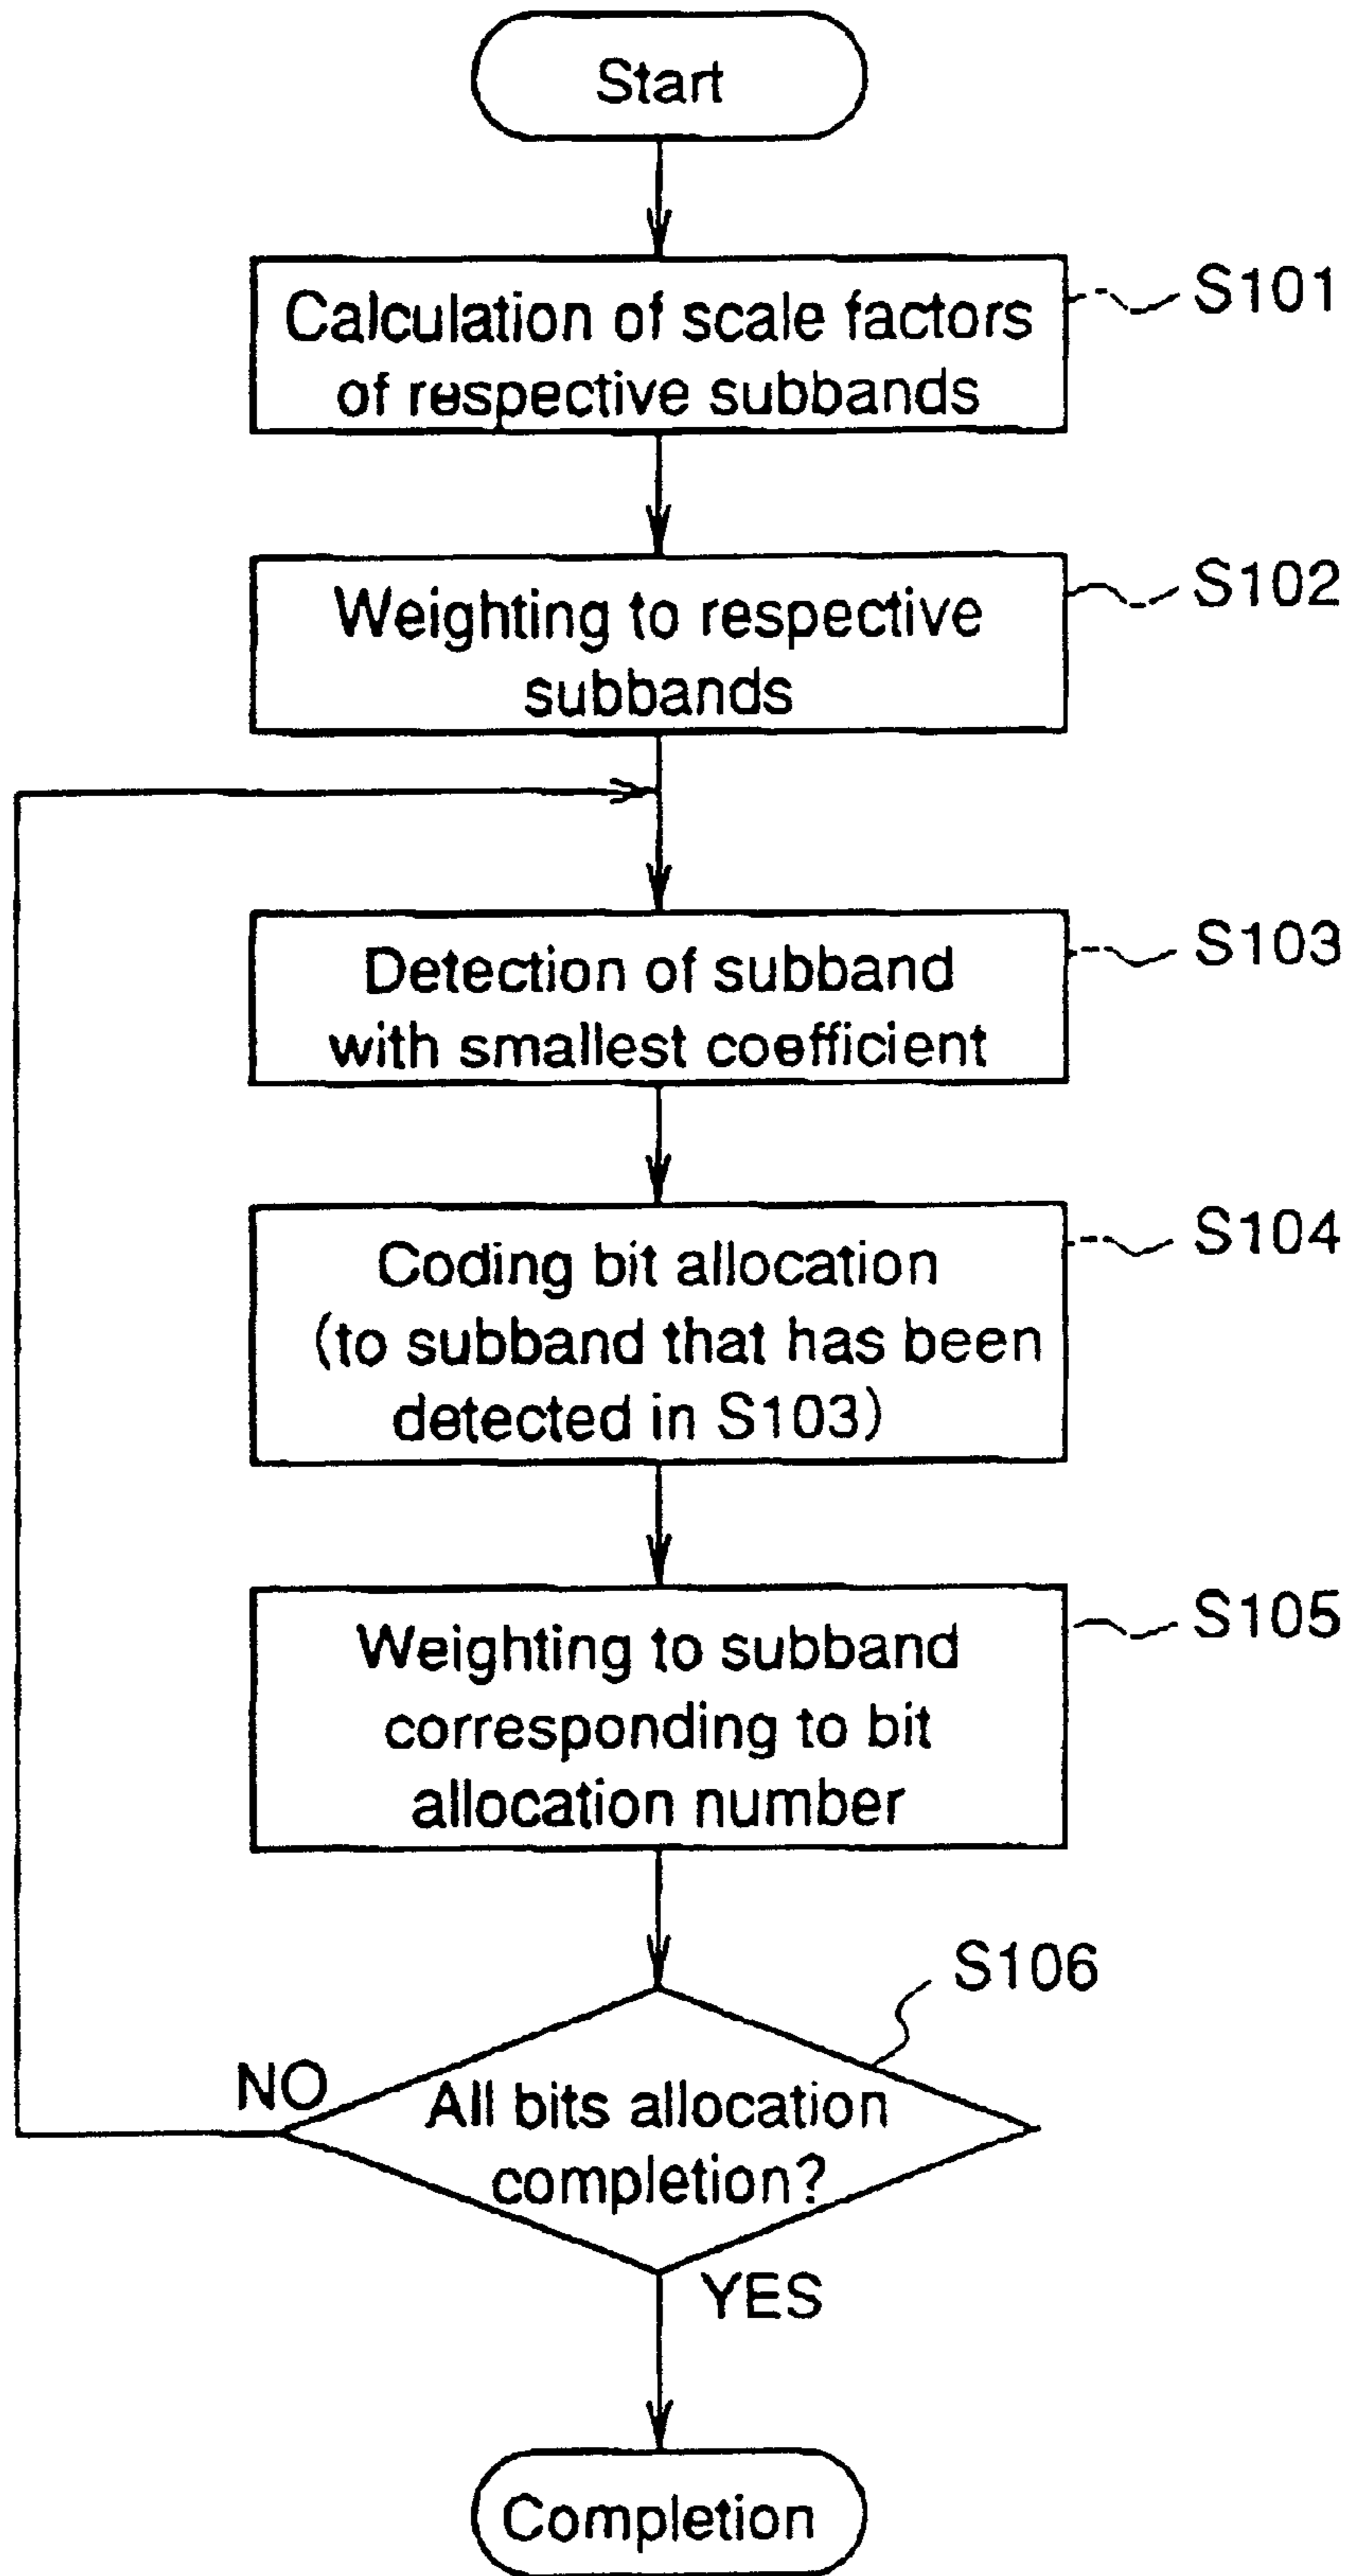 Start
Calculation of scale factors
of respective subbands
S101
Weighting to respective
subbands
S102
Detection of subband
with smallest coefficient
S103
Coding bit allocation
(to subband that has been
detected in S103)
S104
Weighting to subband
corresponding to bit
allocation number
S105
S106
NO
All bits allocation
completion?
YES
Completion